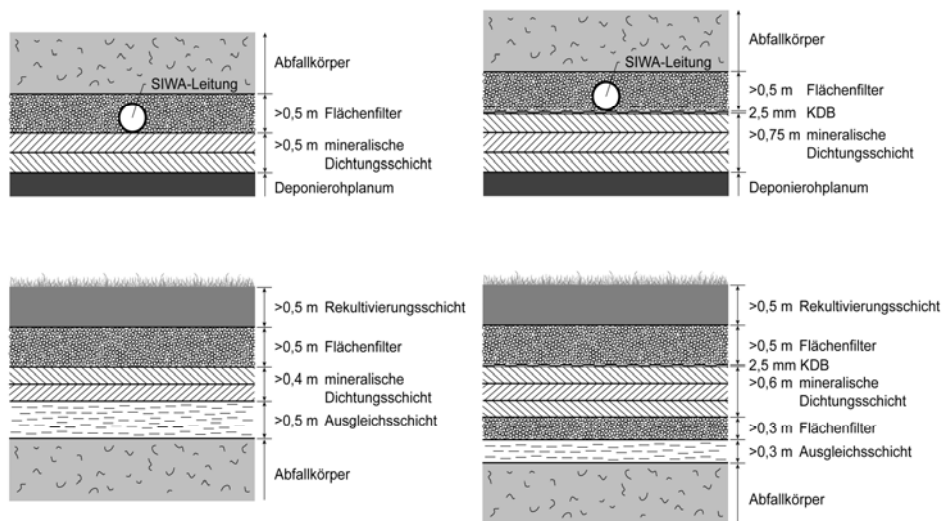 Abfallkörper
SIWA-Leitung
>0,5 m Flächenfilter
>0,5 m mineralische
Dichtungsschicht
Deponierohplanum
Abfallkörper
SIWA-Leitung
>0,5 m Flächenfilter
2,5 mm KDB
>0,75 m mineralische
Dichtungsschicht
Deponierohplanum
>0,5 m Rekultivierungsschicht
>0,5 m Flächenfilter
>0,4 m mineralische
Dichtungsschicht
>0,5 m Ausgleichsschicht
Abfallkörper
>0,5 m Rekultivierungsschicht
>0,5 m Flächenfilter
2,5 mm KDB
>0,6 m mineralische
Dichtungsschicht
>0,3 m Flächenfilter
>0,3 m Ausgleichsschicht
Abfallkörper